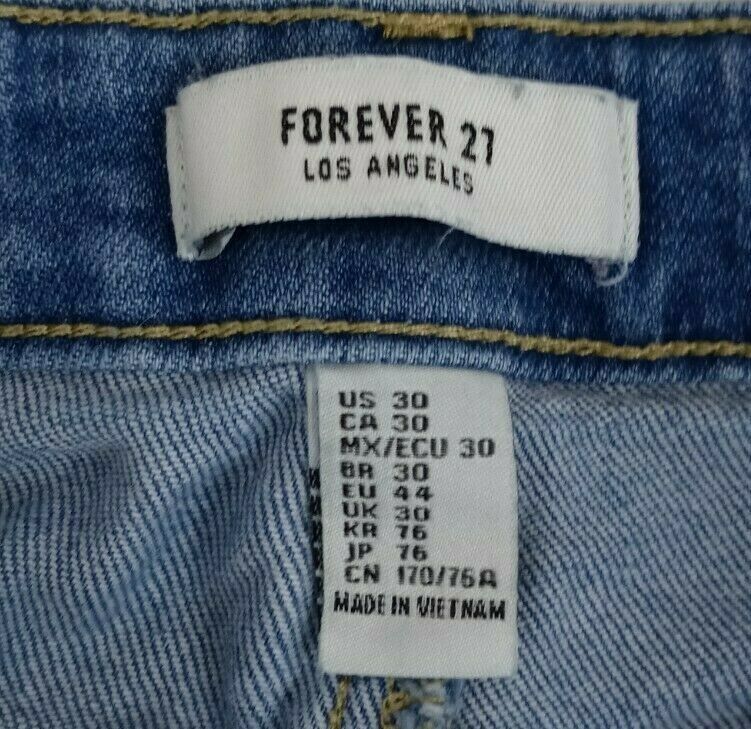 FOREVER 21
LOS ANGELES
US 30
CA 30
MX/ECU 30
BR 30
EU 44
UK 30
KR 76
JP 76
CN 170/76A
MADE IN VIETNAM